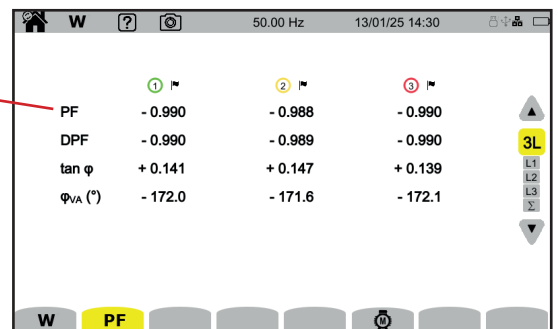 W ? 50.00 Hz 13/01/25 14:30
1 2 3
PF - 0.990 - 0.988 - 0.990
DPF - 0.990 - 0.989 - 0.990
tan φ + 0.141 + 0.147 + 0.139
φVA (°) - 172.0 - 171.6 - 172.1
3L
L1
L2
L3
Σ
W PF M